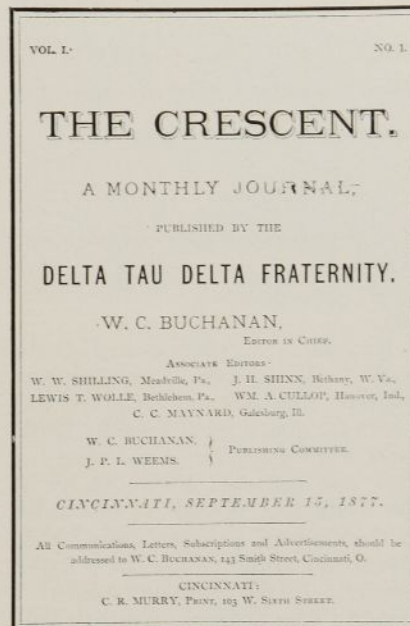 VOL. I. NO. 1.
THE CRESCENT.
A MONTHLY JOURNAL,
PUBLISHED BY THE
DELTA TAU DELTA FRATERNITY.
W. C. BUCHANAN,
EDITOR IN CHIEF.
ASSOCIATE EDITORS
W. W. SHILLING, Meadville, Pa., J. H. SHINN, Bethany, W. Va.,
LEWIS T. WOLLE, Bethlehem, Pa., WM. A. CULLOP, Hanover, Ind.,
C. C. MAYNARD, Galesburg, Ill.
W. C. BUCHANAN,
J. P. L. WEEMS.
} PUBLISHING COMMITTEE.
CINCINNATI, SEPTEMBER 15, 1877.
All Communications, Letters, Subscriptions and Advertisements, should be
addressed to W. C. BUCHANAN, 143 Smith Street, Cincinnati, O.
CINCINNATI:
C. R. MURRY, PRINT, 105 W. SIXTH STREET.